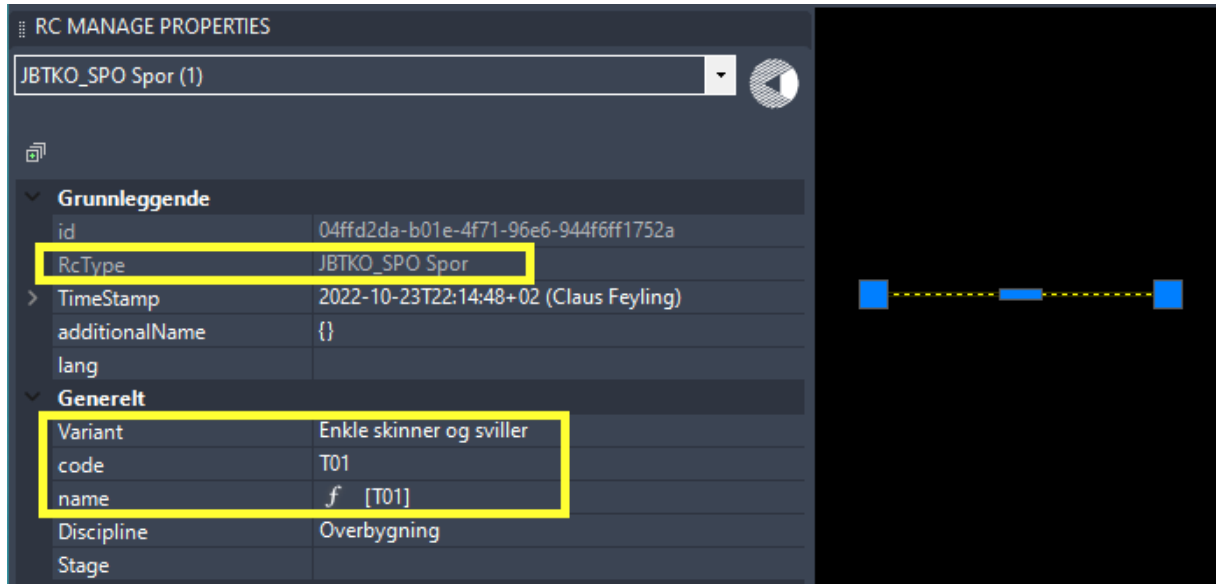 RC MANAGE PROPERTIES
JBTKO_SPO Spor (1)
Grunnleggende
id 04ffd2da-b01e-4f71-96e6-944f6ff1752a
RcType JBTKO_SPO Spor
TimeStamp 2022-10-23T22:14:48+02 (Claus Feyling)
additionalName {}
lang
Generelt
Variant Enkle skinner og sviller
code T01
name f [T01]
Discipline Overbygning
Stage